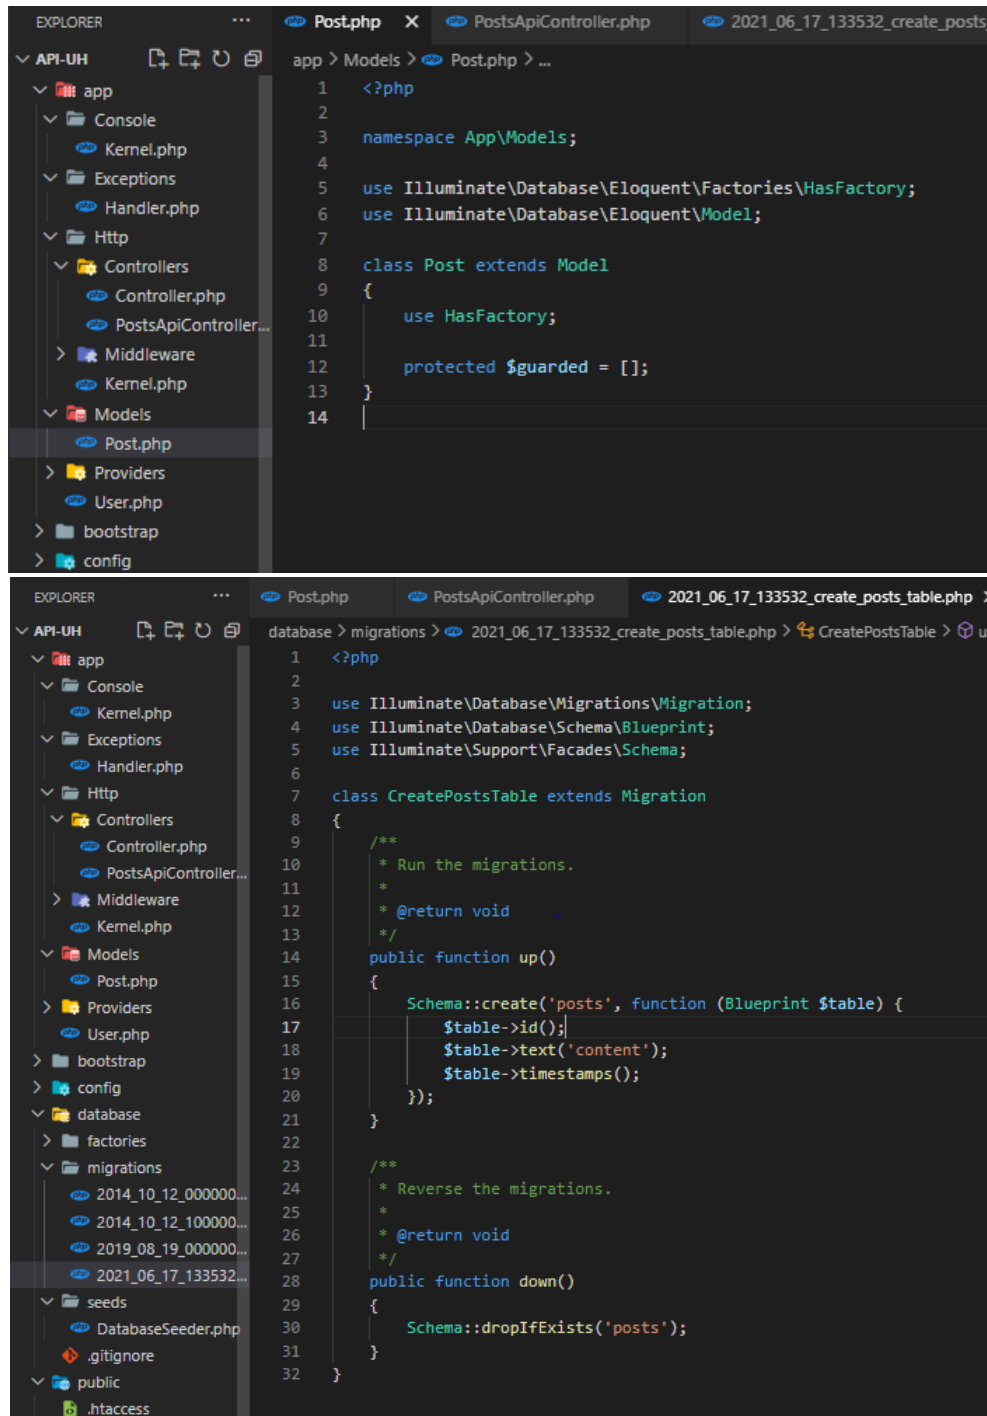 EXPLORER ···
Post.php
PostsApiController.php
2021_06_17_133532_create_posts
API-UH
app > Models > Post.php > ...
app
Console
Kernel.php
Exceptions
Handler.php
Http
Controllers
Controller.php
PostsApiController...
Middleware
Kernel.php
Models
Post.php
Providers
User.php
bootstrap
config
1 <?php
2
3 namespace App\Models;
4
5 use Illuminate\Database\Eloquent\Factories\HasFactory;
6 use Illuminate\Database\Eloquent\Model;
7
8 class Post extends Model
9 {
10 use HasFactory;
11
12 protected $guarded = [];
13 }
14
EXPLORER ···
Post.php
PostsApiController.php
2021_06_17_133532_create_posts_table.php
API-UH
database > migrations > 2021_06_17_133532_create_posts_table.php > CreatePostsTable > u
app
Console
Kernel.php
Exceptions
Handler.php
Http
Controllers
Controller.php
PostsApiController...
Middleware
Kernel.php
Models
Post.php
Providers
User.php
bootstrap
config
database
factories
migrations
2014_10_12_000000...
2014_10_12_100000...
2019_08_19_000000...
2021_06_17_133532...
seeds
DatabaseSeeder.php
.gitignore
public
.htaccess
1 <?php
2
3 use Illuminate\Database\Migrations\Migration;
4 use Illuminate\Database\Schema\Blueprint;
5 use Illuminate\Support\Facades\Schema;
6
7 class CreatePostsTable extends Migration
8 {
9 /**
10 * Run the migrations.
11 *
12 * @return void
13 */
14 public function up()
15 {
16 Schema::create('posts', function (Blueprint $table) {
17 $table->id();
18 $table->text('content');
19 $table->timestamps();
20 });
21 }
22
23 /**
24 * Reverse the migrations.
25 *
26 * @return void
27 */
28 public function down()
29 {
30 Schema::dropIfExists('posts');
31 }
32 }